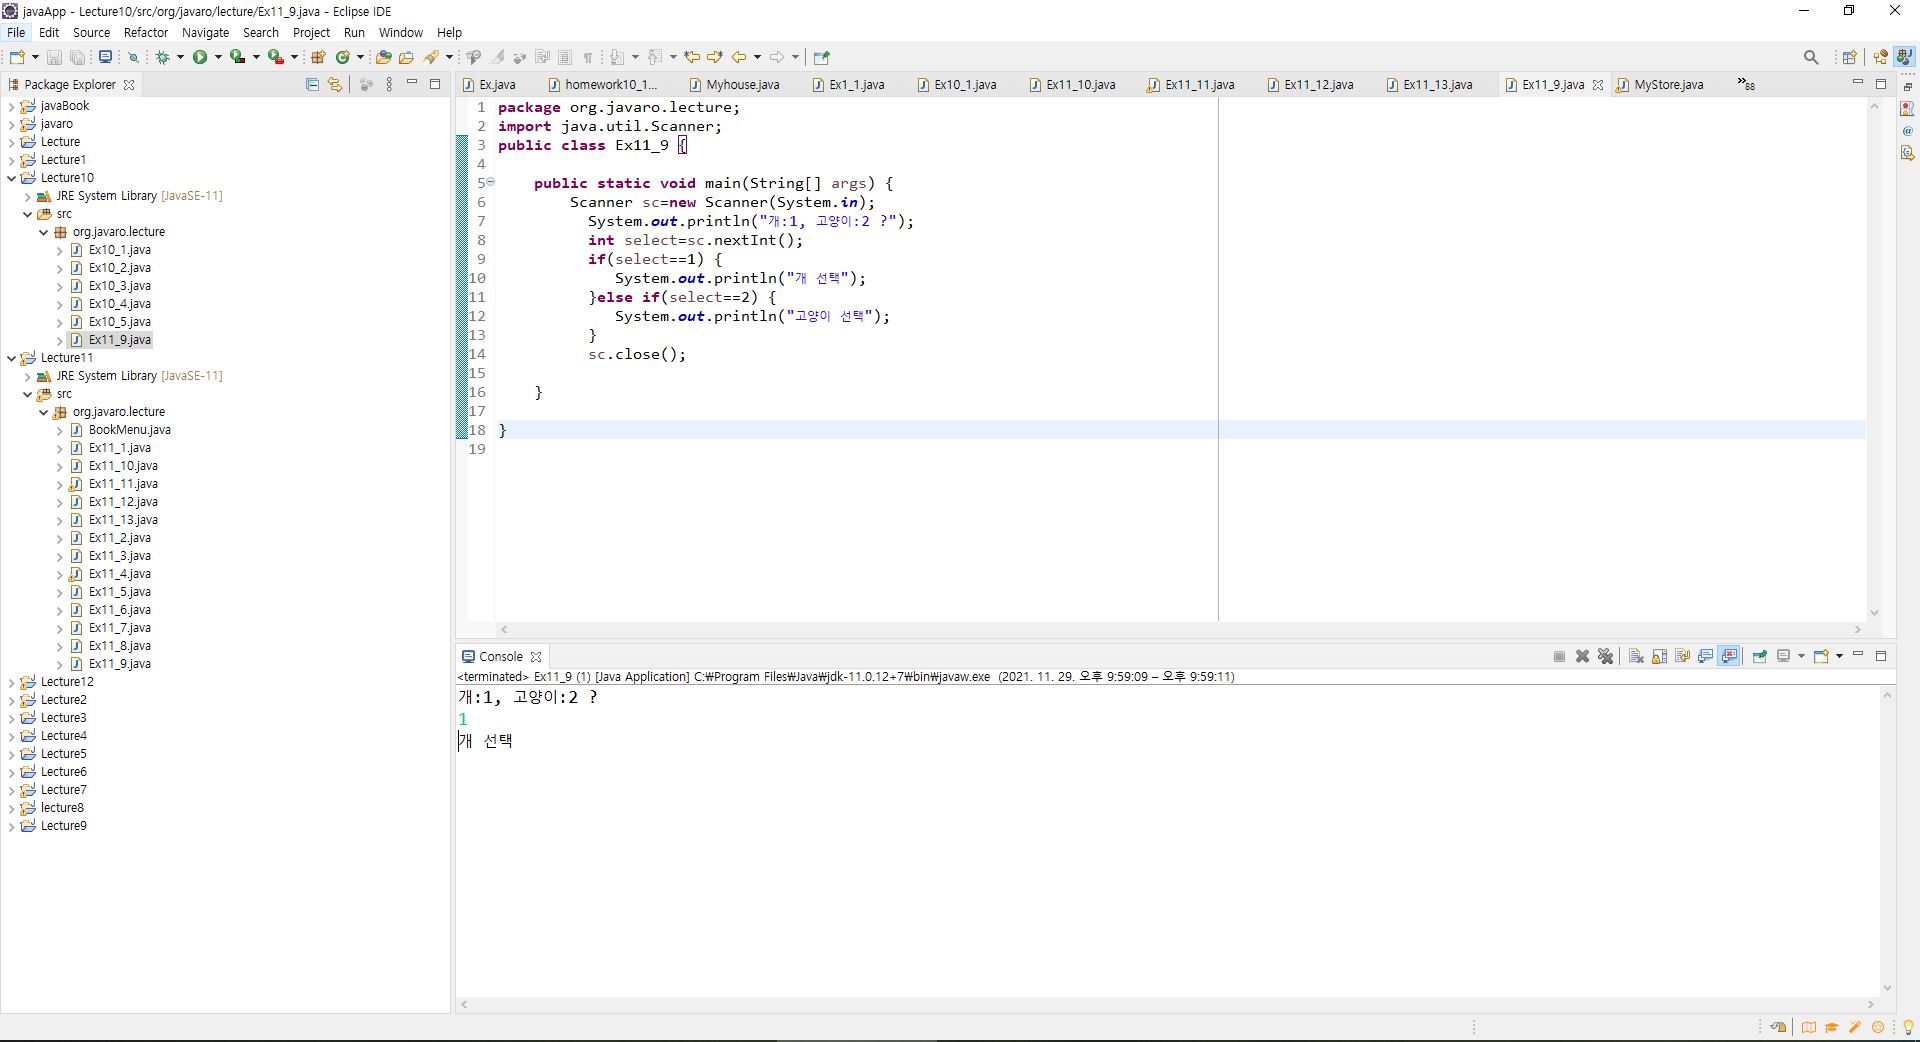 javaApp - Lecture10/src/org/javaro/lecture/Ex11_9.java - Eclipse IDE
File Edit Source Refactor Navigate Search Project Run Window Help
Package Explorer
javaBook
javaro
Lecture
Lecture1
Lecture10
JRE System Library [JavaSE-11]
src
org.javaro.lecture
Ex10_1.java
Ex10_2.java
Ex10_3.java
Ex10_4.java
Ex10_5.java
Ex11_9.java
Lecture11
JRE System Library [JavaSE-11]
src
org.javaro.lecture
BookMenu.java
Ex11_1.java
Ex11_10.java
Ex11_11.java
Ex11_12.java
Ex11_13.java
Ex11_2.java
Ex11_3.java
Ex11_4.java
Ex11_5.java
Ex11_6.java
Ex11_7.java
Ex11_8.java
Ex11_9.java
Lecture12
Lecture2
Lecture3
Lecture4
Lecture5
Lecture6
Lecture7
lecture8
Lecture9
Ex.java homework10_1... Myhouse.java Ex1_1.java Ex10_1.java Ex11_10.java Ex11_11.java Ex11_12.java Ex11_13.java Ex11_9.java MyStore.java »88
1 package org.javaro.lecture;
2 import java.util.Scanner;
3 public class Ex11_9 {
4
5 public static void main(String[] args) {
6 Scanner sc=new Scanner(System.in);
7 System.out.println("개:1, 고양이:2 ?");
8 int select=sc.nextInt();
9 if(select==1) {
10 System.out.println("개 선택");
11 }else if(select==2) {
12 System.out.println("고양이 선택");
13 }
14 sc.close();
15
16 }
17
18 }
19
Console
<terminated> Ex11_9 (1) [Java Application] C:₩Program Files₩Java₩jdk-11.0.12+7₩bin₩javaw.exe (2021. 11. 29. 오후 9:59:09 – 오후 9:59:11)
개:1, 고양이:2 ?
1
개 선택